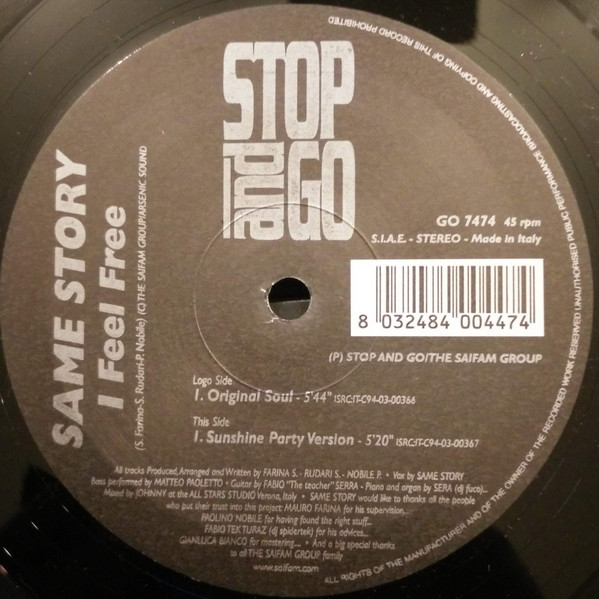 STOP
and
GO
SAME STORY
I Feel Free
(S. Farina-S. Rudari-P. Nobile) (C) THE SAIFAM GROUP/ARSENIC SOUND
GO 7474 45 rpm
S.I.A.E. - STEREO - Made in Italy
8 032484 004474
(P) STOP AND GO/THE SAIFAM GROUP
Logo Side
1. Original Soul - 5'44" ISRC:IT-C94-03-00366
This Side
1. Sunshine Party Version - 5'20" ISRC:IT-C94-03-00367
All tracks Produced, Arranged and Written by FARINA S. - RUDARI S. - NOBILE P. • Vox by SAME STORY
Bass performed by MATTEO PAOLETTO • Guitar by FABIO "The teacher" SERRA - Piano and organ by SERA (dj fuco)...
Mixed by JOHNNY at the ALL STARS STUDIO Verona, Italy • SAME STORY would like to thanks all the people
who put their trust into this project: MAURO FARINA for his supervision...
PAOLINO NOBILE for having found the right stuff...
FABIO TEK TURAZ (dj spidertek) for his advices...
GIANLUCA BIANCO for mastering.... • And a big special thanks
to all THE SAIFAM GROUP family
www.saifam.com
ALL RIGHTS OF THE MANUFACTURER AND OF THE OWNER OF THE RECORDED WORK RESERVED UNAUTHORISED PUBLIC PERFORMANCE BROADCASTING AND COPYING OF THIS RECORD PROHIBITED